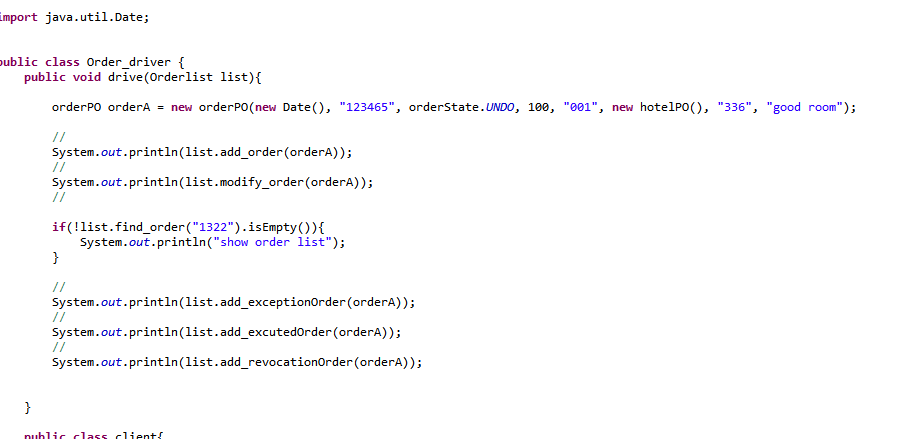 import java.util.Date;
public class Order_driver {
public void drive(Orderlist list){
orderPO orderA = new orderPO(new Date(), "123465", orderState.UNDO, 100, "001", new hotelPO(), "336", "good room");
//
System.out.println(list.add_order(orderA));
//
System.out.println(list.modify_order(orderA));
//
if(!list.find_order("1322").isEmpty()){
System.out.println("show order list");
}
//
System.out.println(list.add_exceptionOrder(orderA));
//
System.out.println(list.add_excutedOrder(orderA));
//
System.out.println(list.add_revocationOrder(orderA));
}
public class client{